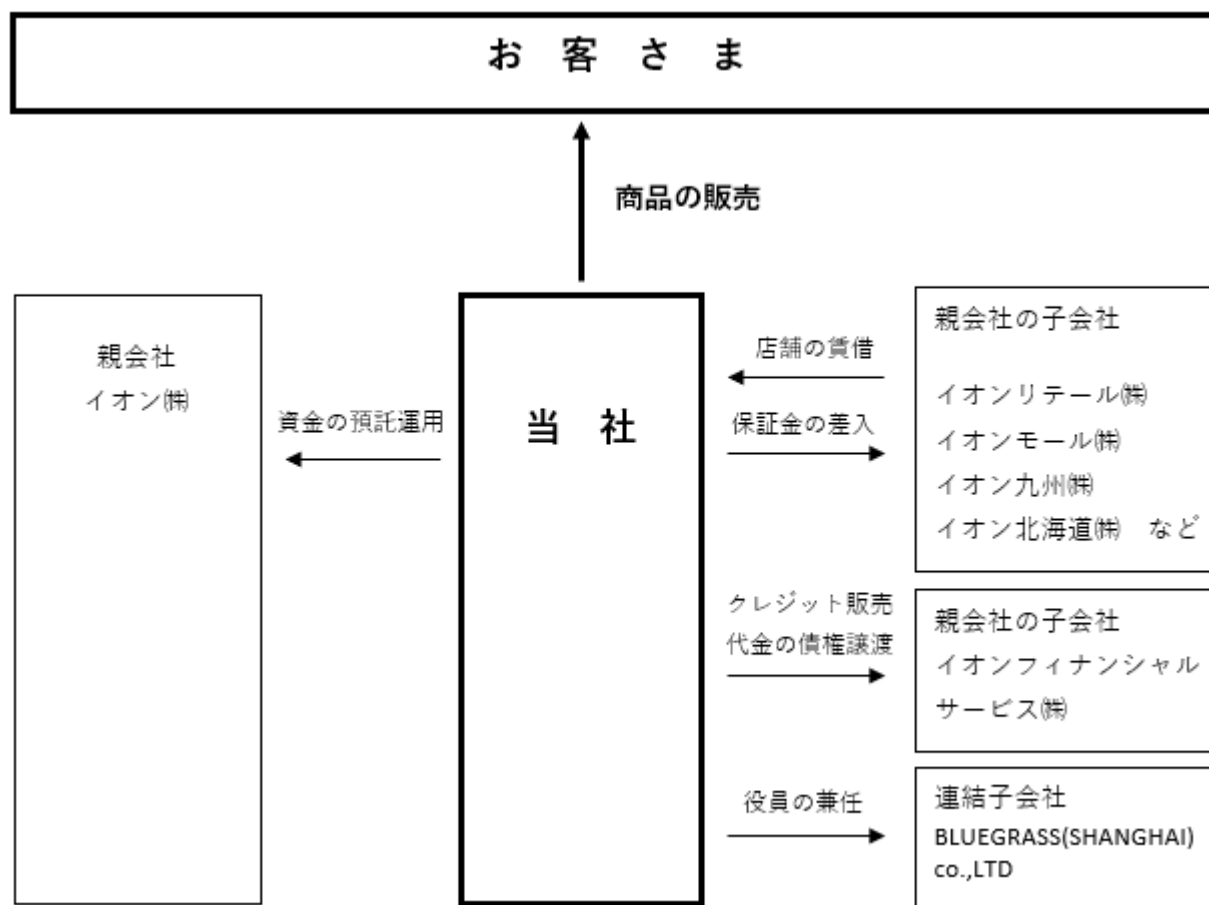 お　客　さ　ま
商品の販売
親会社
イオン㈱
資金の預託運用
当　社
店舗の賃借
保証金の差入
親会社の子会社
イオンリテール㈱
イオンモール㈱
イオン九州㈱
イオン北海道㈱　など
クレジット販売
代金の債権譲渡
親会社の子会社
イオンフィナンシャル
サービス㈱
役員の兼任
連結子会社
BLUEGRASS(SHANGHAI)
co.,LTD